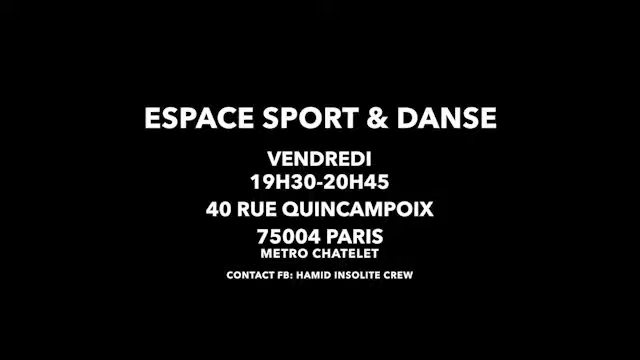 ESPACE SPORT & DANSE
VENDREDI
19H30-20H45
40 RUE QUINCAMPOIX
75004 PARIS
METRO CHATELET
CONTACT FB: HAMID INSOLITE CREW